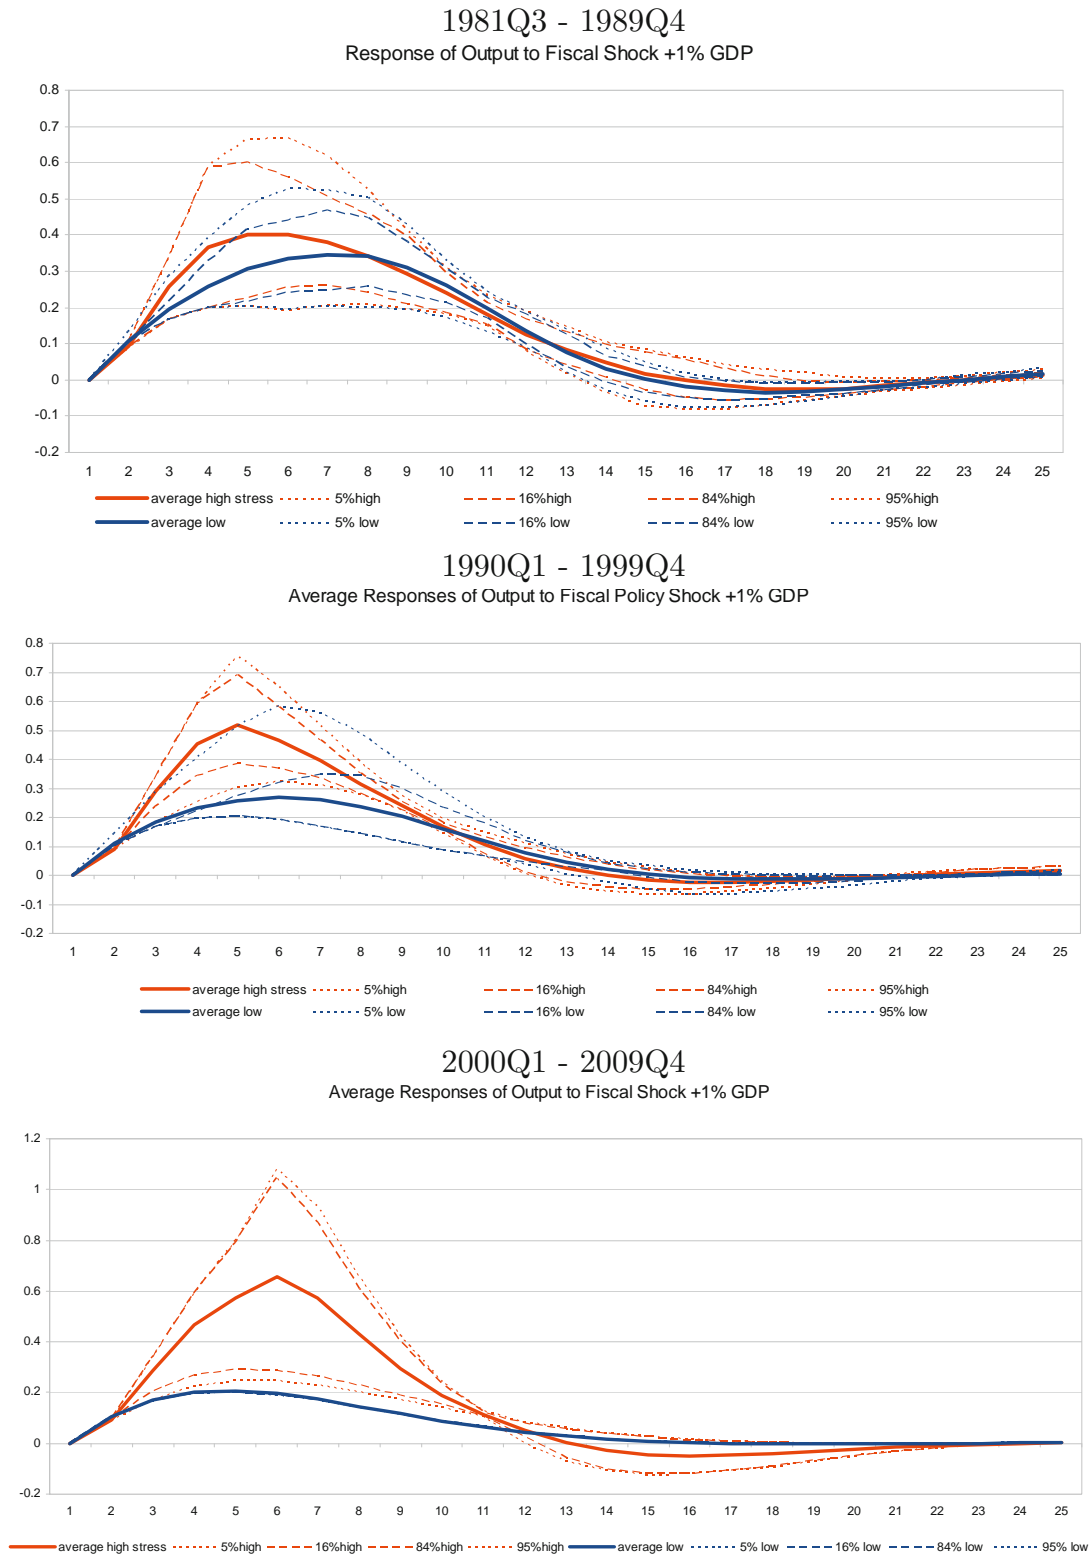 1981Q3 - 1989Q4
Response of Output to Fiscal Shock +1% GDP
0.8
0.7
0.6
0.5
0.4
0.3
0.2
0.1
0
-0.1
-0.2
1 2 3 4 5 6 7 8 9 10 11 12 13 14 15 16 17 18 19 20 21 22 23 24 25
average high stress 5%high 16%high 84%high 95%high
average low 5% low 16% low 84% low 95% low
1990Q1 - 1999Q4
Average Responses of Output to Fiscal Policy Shock +1% GDP
0.8
0.7
0.6
0.5
0.4
0.3
0.2
0.1
0
-0.1
-0.2
1 2 3 4 5 6 7 8 9 10 11 12 13 14 15 16 17 18 19 20 21 22 23 24 25
average high stress 5%high 16%high 84%high 95%high
average low 5% low 16% low 84% low 95% low
2000Q1 - 2009Q4
Average Responses of Output to Fiscal Shock +1% GDP
1.2
1
0.8
0.6
0.4
0.2
0
-0.2
1 2 3 4 5 6 7 8 9 10 11 12 13 14 15 16 17 18 19 20 21 22 23 24 25
average high stress 5%high 16%high 84%high 95%high average low 5% low 16% low 84% low 95% low